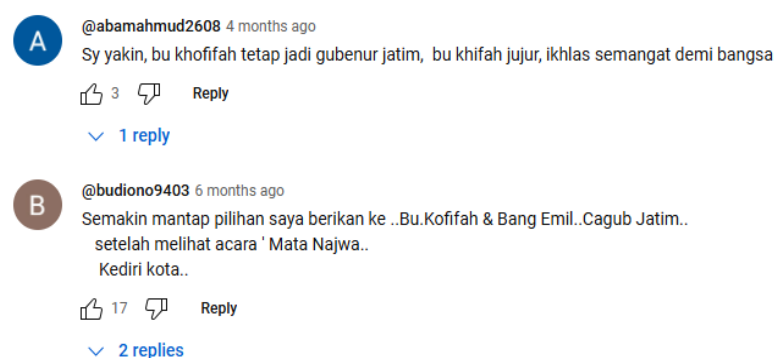 A
@abamahmud2608 4 months ago
Sy yakin, bu khofifah tetap jadi gubenur jatim,  bu khifah jujur, ikhlas semangat demi bangsa
3 Reply
1 reply
B
@budiono9403 6 months ago
Semakin mantap pilihan saya berikan ke ..Bu.Kofifah & Bang Emil..Cagub Jatim..
setelah melihat acara ' Mata Najwa..
Kediri kota..
17 Reply
2 replies